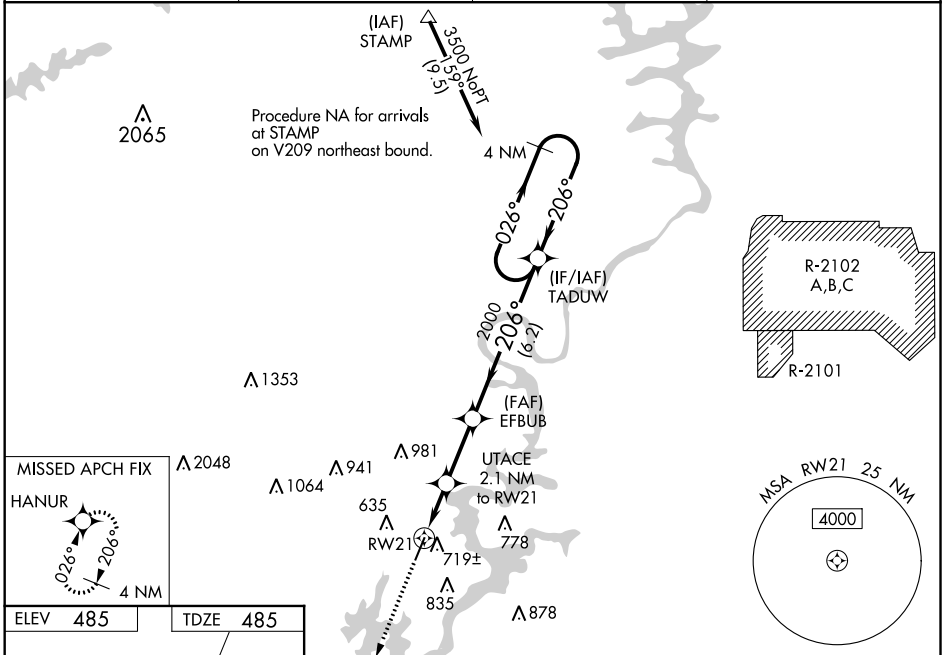 (IAF)
STAMP
3500 NoPT
159°
(9.5)
2065
Procedure NA for arrivals
at STAMP
on V209 northeast bound.
4 NM
026°
206°
(IF/IAF)
TADUW
R-2102
A,B,C
R-2101
2000
206°
(6.2)
1353
(FAF)
EFBUB
981
UTACE
2.1 NM
to RW21
2048
941
1064
635
RW21
719±
778
835
878
MISSED APCH FIX
HANUR
026°
206°
4 NM
MSA RW21 25 NM
4000
ELEV 485
TDZE 485